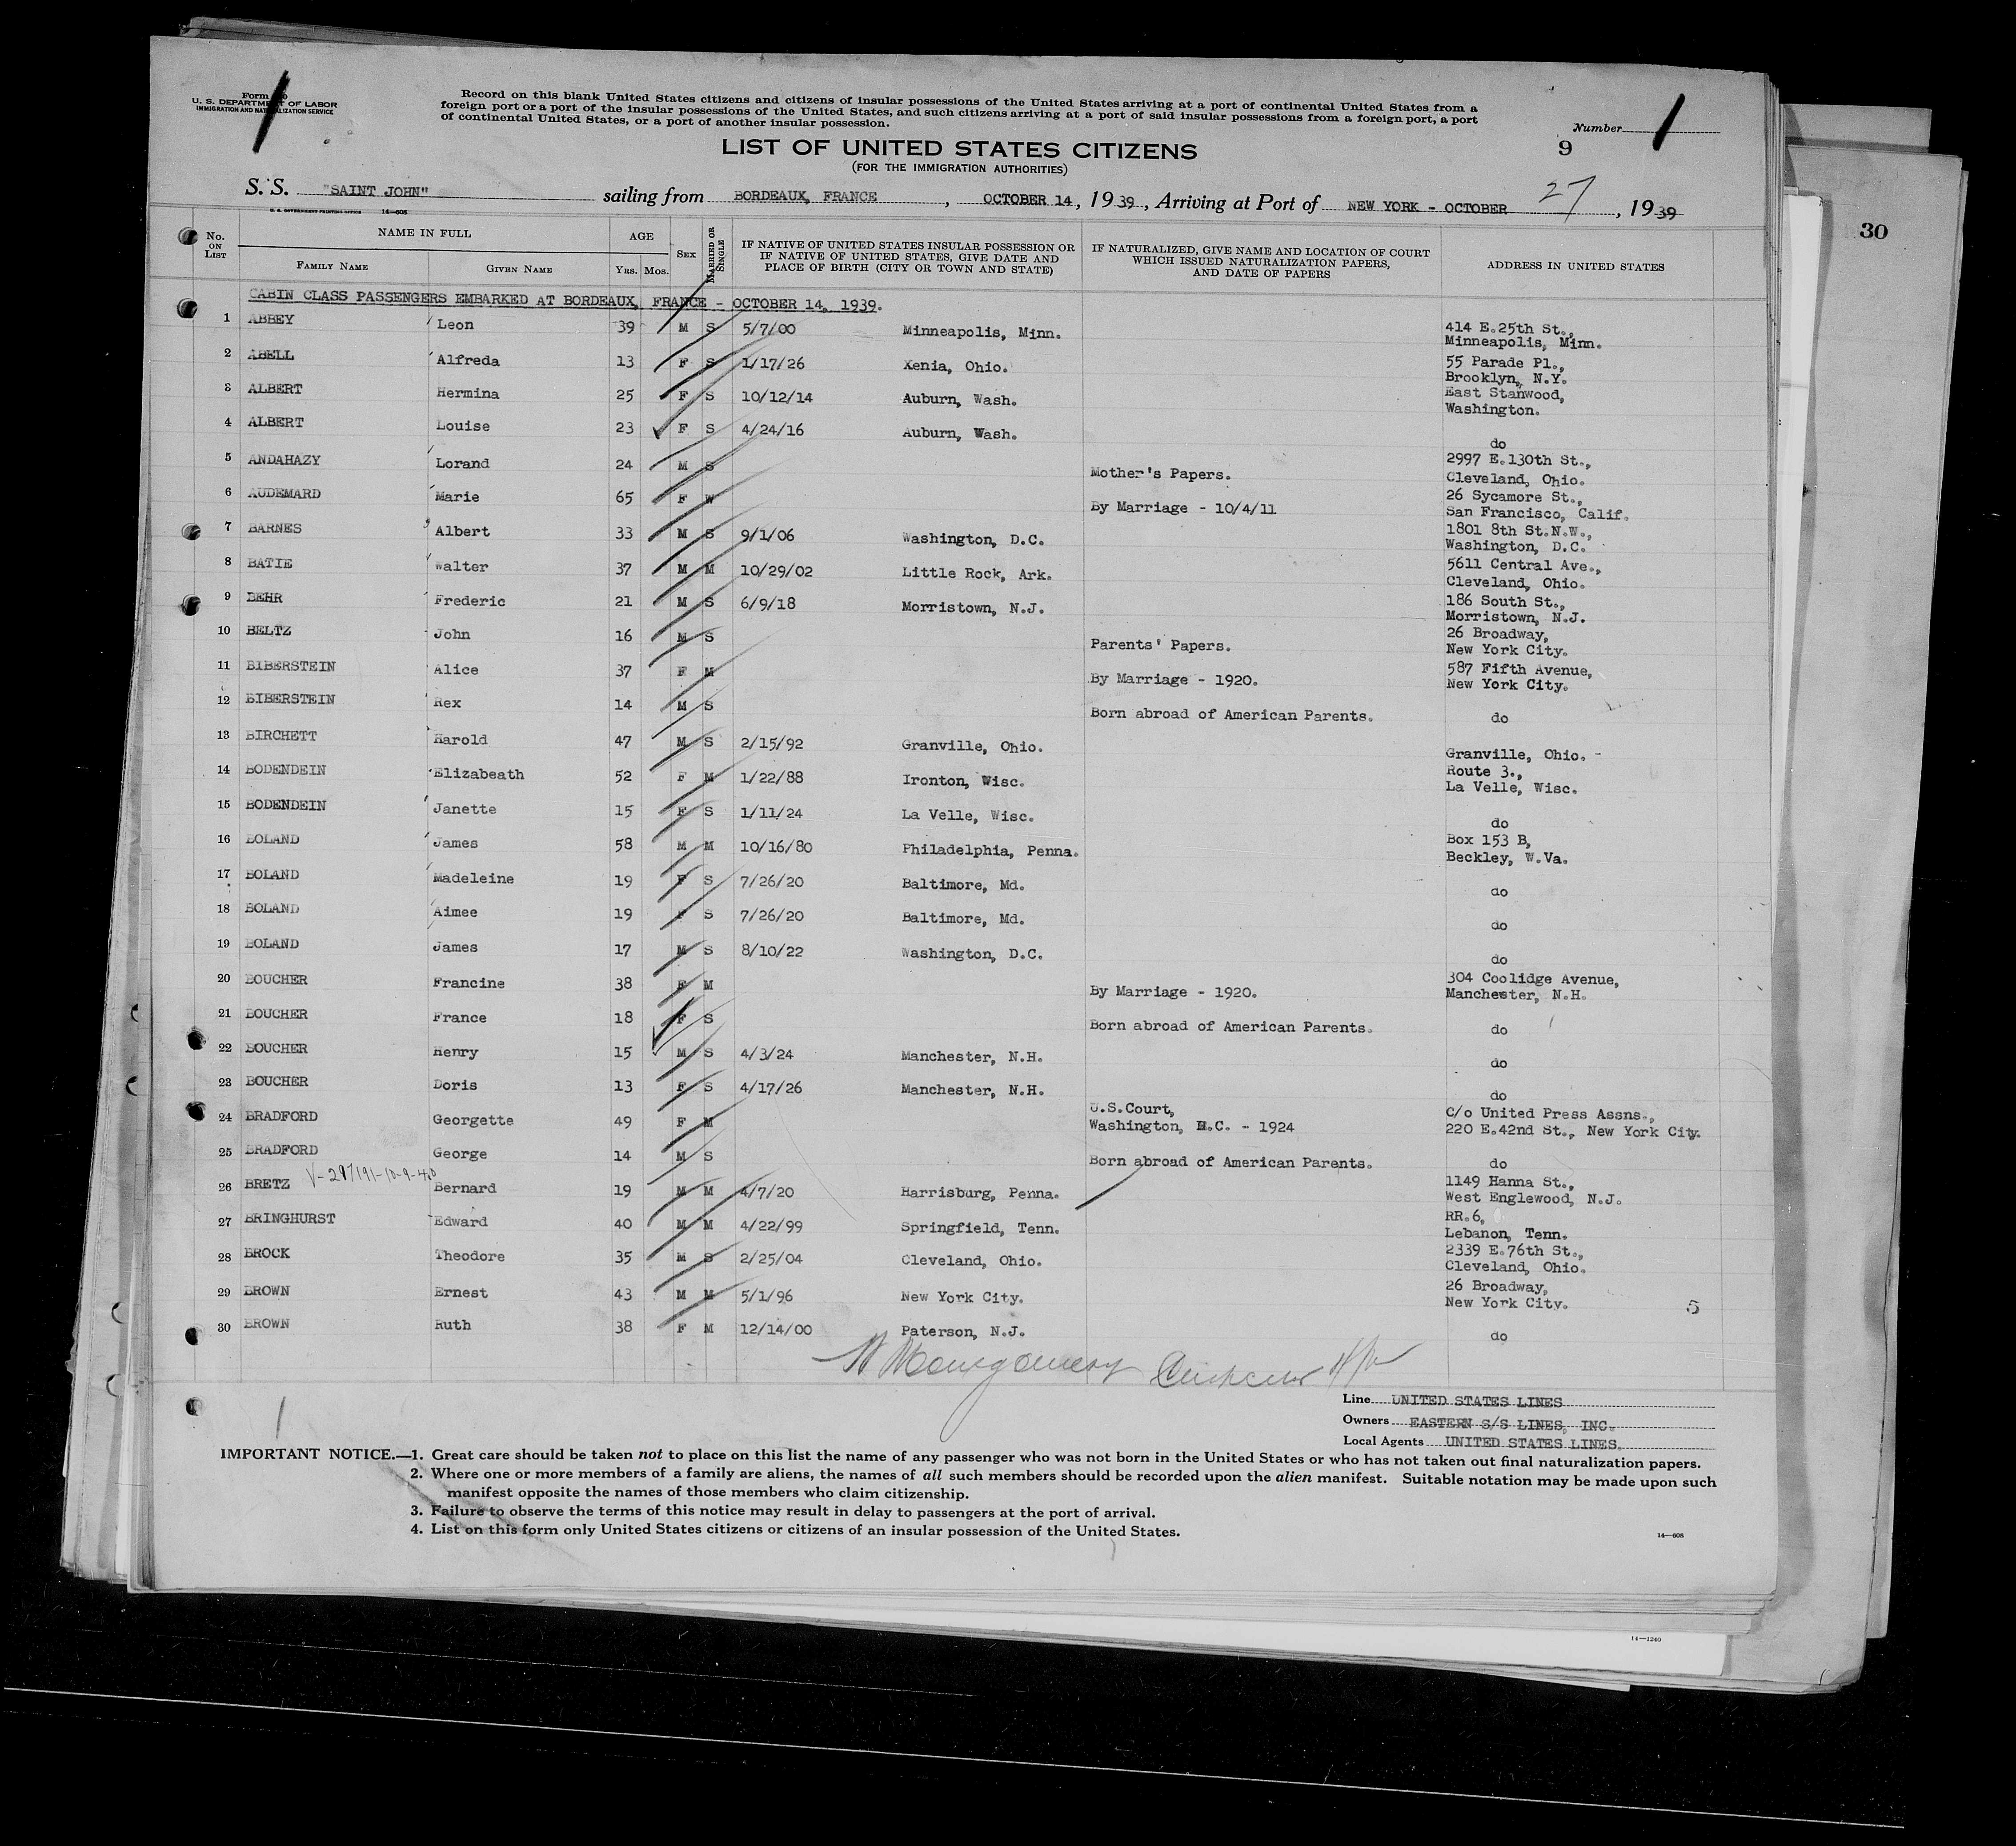 Form
U. S. DEPARTMENT OF LABOR
IMMIGRATION AND NATURALIZATION SERVICE
Record on this blank United States citizens and citizens of insular possessions of the United States arriving at a port of continental United States from a
foreign port or a port of the insular possessions of the United States, and such citizens arriving at a port of said insular possessions from a foreign port, a port
of continental United States, or a port of another insular possession.
Number 1
9
LIST OF UNITED STATES CITIZENS
(FOR THE IMMIGRATION AUTHORITIES)
S. S. "SAINT JOHN" sailing from BORDEAUX, FRANCE, OCTOBER 14, 1939, Arriving at Port of NEW YORK - OCTOBER 27, 1939
U. S. GOVERNMENT PRINTING OFFICE 14—608
30
No. ON LIST
NAME IN FULL
FAMILY NAME
GIVEN NAME
AGE
YRS. MOS.
SEX
MARRIED OR SINGLE
IF NATIVE OF UNITED STATES INSULAR POSSESSION OR
IF NATIVE OF UNITED STATES, GIVE DATE AND
PLACE OF BIRTH (CITY OR TOWN AND STATE)
IF NATURALIZED, GIVE NAME AND LOCATION OF COURT
WHICH ISSUED NATURALIZATION PAPERS,
AND DATE OF PAPERS
ADDRESS IN UNITED STATES
CABIN CLASS PASSENGERS EMBARKED AT BORDEAUX, FRANCE - OCTOBER 14, 1939.
1 ABBEY Leon 39 M S 5/7/00 Minneapolis, Minn. 414 E.25th St.,
Minneapolis, Minn.
2 ABELL Alfreda 13 F S 1/17/26 Xenia, Ohio. 55 Parade Pl.,
Brooklyn, N.Y.
3 ALBERT Hermina 25 F S 10/12/14 Auburn, Wash. East Stanwood,
Washington.
4 ALBERT Louise 23 F S 4/24/16 Auburn, Wash. do
5 ANDAHAZY Lorand 24 M S Mother's Papers. 2997 E.130th St.,
Cleveland, Ohio.
6 AUDEMARD Marie 65 F W By Marriage - 10/4/11 26 Sycamore St.,
San Francisco, Calif.
7 BARNES Albert 33 M S 9/1/06 Washington, D.C. 1801 8th St.N.W.,
Washington, D.C.
8 BATIE Walter 37 M M 10/29/02 Little Rock, Ark. 5611 Central Ave.,
Cleveland, Ohio.
9 BEHR Frederic 21 M S 6/9/18 Morristown, N.J. 186 South St.,
Morristown, N.J.
10 BELTZ John 16 M S Parents' Papers. 26 Broadway,
New York City.
11 BIBERSTEIN Alice 37 F M By Marriage - 1920. 587 Fifth Avenue,
New York City.
12 BIBERSTEIN Rex 14 M S Born abroad of American Parents. do
13 BIRCHETT Harold 47 M S 2/15/92 Granville, Ohio. Granville, Ohio. -
14 BODENDEIN Elizabeath 52 F M 1/22/88 Ironton, Wisc. Route 3.,
La Velle, Wisc.
15 BODENDEIN Janette 15 F S 1/11/24 La Velle, Wisc. do
16 BOLAND James 58 M M 10/16/80 Philadelphia, Penna. Box 153 B,
Beckley, W.Va.
17 BOLAND Madeleine 19 F S 7/26/20 Baltimore, Md. do
18 BOLAND Aimee 19 F S 7/26/20 Baltimore, Md. do
19 BOLAND James 17 M S 8/10/22 Washington, D.C. do
20 BOUCHER Francine 38 F M By Marriage - 1920. 304 Coolidge Avenue,
Manchester, N.H.
21 BOUCHER France 18 F S Born abroad of American Parents. do
22 BOUCHER Henry 15 M S 4/3/24 Manchester, N.H. do
23 BOUCHER Doris 13 F S 4/17/26 Manchester, N.H. do
24 BRADFORD Georgette 49 F M U.S.Court,
Washington, D.C. - 1924 C/o United Press Assns.,
220 E.42nd St., New York City.
25 BRADFORD George 14 M S Born abroad of American Parents. do
V-297191-10-9-40
26 BRETZ Bernard 19 M M 4/7/20 Harrisburg, Penna. 1149 Hanna St.,
West Englewood, N.J.
27 BRINGHURST Edward 40 M M 4/22/99 Springfield, Tenn. RR.6,
Lebanon, Tenn.
28 BROCK Theodore 35 M S 2/25/04 Cleveland, Ohio. 2339 E.76th St.,
Cleveland, Ohio.
29 BROWN Ernest 43 M M 5/1/96 New York City. 26 Broadway,
New York City. 5
30 BROWN Ruth 38 F M 12/14/00 Paterson, N.J. do
Montgomery
Line UNITED STATES LINES
Owners EASTERN S/S LINES, INC.
Local Agents UNITED STATES LINES.
1
IMPORTANT NOTICE.—1. Great care should be taken not to place on this list the name of any passenger who was not born in the United States or who has not taken out final naturalization papers.
2. Where one or more members of a family are aliens, the names of all such members should be recorded upon the alien manifest. Suitable notation may be made upon such
manifest opposite the names of those members who claim citizenship.
3. Failure to observe the terms of this notice may result in delay to passengers at the port of arrival.
4. List on this form only United States citizens or citizens of an insular possession of the United States.
14—608
14—1240